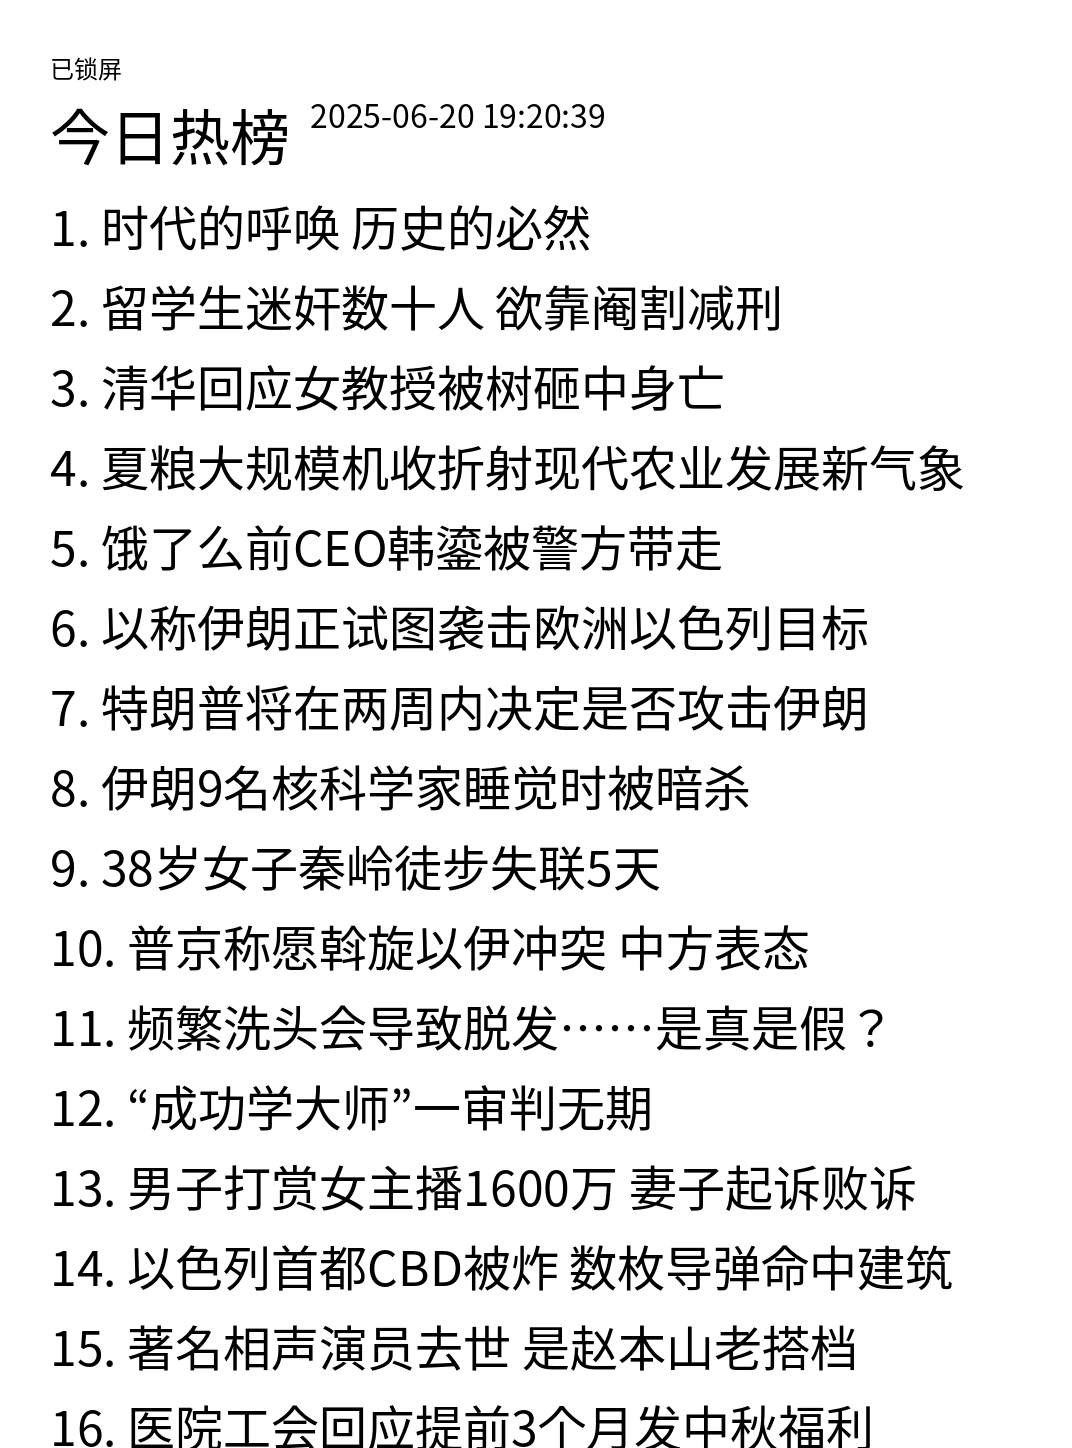 已锁屏
今日热榜 2025-06-20 19:20:39
1. 时代的呼唤 历史的必然
2. 留学生迷奸数十人 欲靠阉割减刑
3. 清华回应女教授被树砸中身亡
4. 夏粮大规模机收折射现代农业发展新气象
5. 饿了么前CEO韩鎏被警方带走
6. 以称伊朗正试图袭击欧洲以色列目标
7. 特朗普将在两周内决定是否攻击伊朗
8. 伊朗9名核科学家睡觉时被暗杀
9. 38岁女子秦岭徒步失联5天
10. 普京称愿斡旋以伊冲突 中方表态
11. 频繁洗头会导致脱发……是真是假？
12. “成功学大师”一审判无期
13. 男子打赏女主播1600万 妻子起诉败诉
14. 以色列首都CBD被炸 数枚导弹命中建筑
15. 著名相声演员去世 是赵本山老搭档
16. 医院工会回应提前3个月发中秋福利